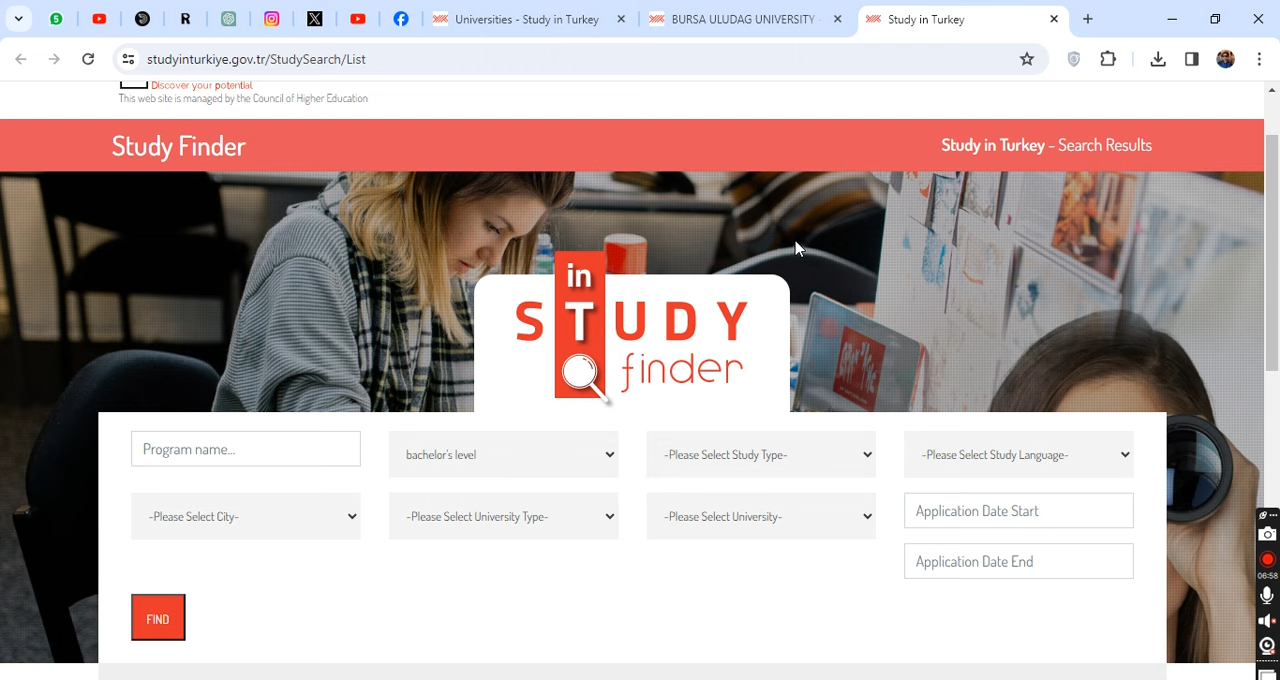 Universities - Study in Turkey
BURSA ULUDAG UNIVERSITY
Study in Turkey
studyinturkiye.gov.tr/StudySearch/List
Discover your potential
This web site is managed by the Council of Higher Education
Study Finder
Study in Turkey - Search Results
in
STUDY
finder
Program name...
bachelor's level
-Please Select Study Type-
-Please Select Study Language-
-Please Select City-
-Please Select University Type-
-Please Select University-
Application Date Start
Application Date End
FIND
06:58